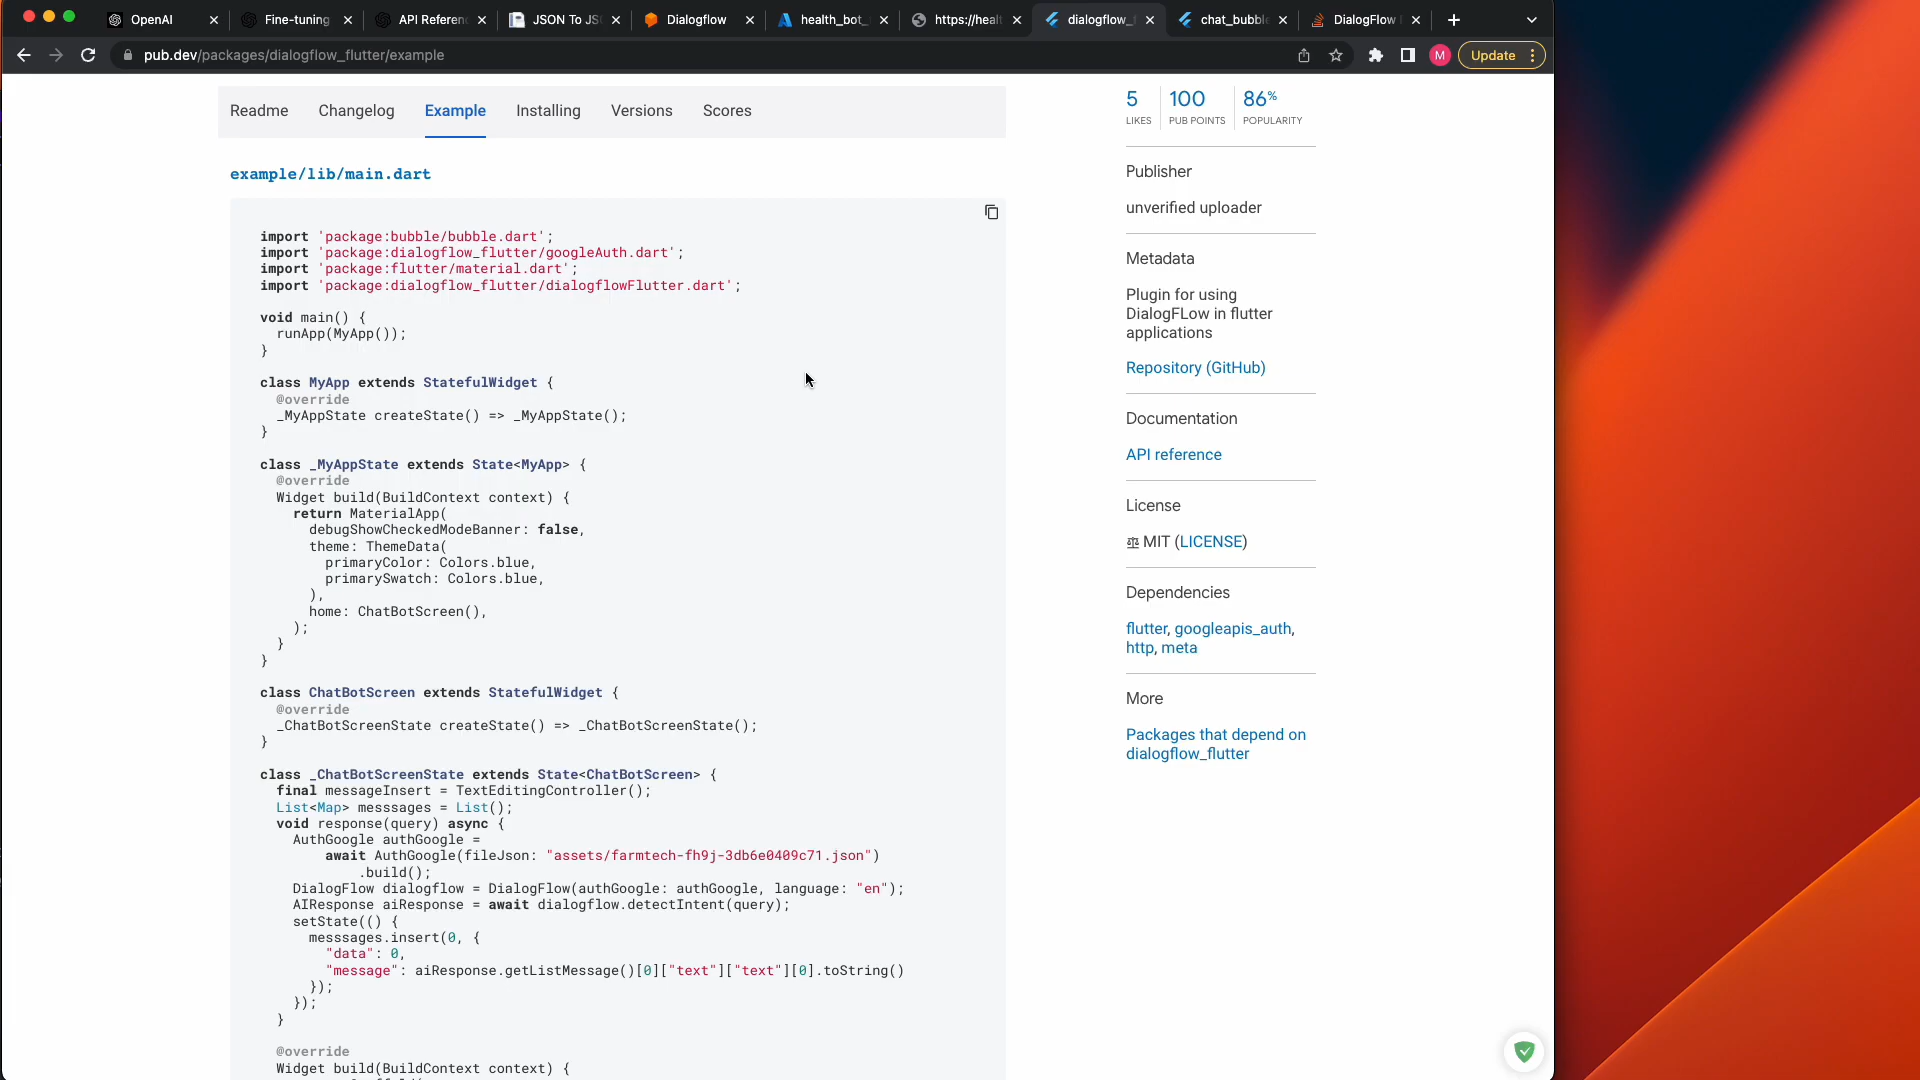 OpenAI
Fine-tuning
API Referen
JSON To JS
Dialogflow
health_bot_
https://heal
dialogflow_f
chat_bubble
DialogFlow
pub.dev/packages/dialogflow_flutter/example
M
Update
Readme Changelog Example Installing Versions Scores
5 100 86%
LIKES PUB POINTS POPULARITY
example/lib/main.dart
import 'package:bubble/bubble.dart';
import 'package:dialogflow_flutter/googleAuth.dart';
import 'package:flutter/material.dart';
import 'package:dialogflow_flutter/dialogflowFlutter.dart';
void main() {
runApp(MyApp());
}
class MyApp extends StatefulWidget {
@override
_MyAppState createState() => _MyAppState();
}
class _MyAppState extends State<MyApp> {
@override
Widget build(BuildContext context) {
return MaterialApp(
debugShowCheckedModeBanner: false,
theme: ThemeData(
primaryColor: Colors.blue,
primarySwatch: Colors.blue,
),
home: ChatBotScreen(),
);
}
}
class ChatBotScreen extends StatefulWidget {
@override
_ChatBotScreenState createState() => _ChatBotScreenState();
}
class _ChatBotScreenState extends State<ChatBotScreen> {
final messageInsert = TextEditingController();
List<Map> messsages = List();
void response(query) async {
AuthGoogle authGoogle =
await AuthGoogle(fileJson: "assets/farmtech-fh9j-3db6e0409c71.json")
.build();
DialogFlow dialogflow = DialogFlow(authGoogle: authGoogle, language: "en");
AIResponse aiResponse = await dialogflow.detectIntent(query);
setState(() {
messsages.insert(0, {
"data": 0,
"message": aiResponse.getListMessage()[0]["text"]["text"][0].toString()
});
});
}
@override
Widget build(BuildContext context) {
Publisher
unverified uploader
Metadata
Plugin for using
DialogFLow in flutter
applications
Repository (GitHub)
Documentation
API reference
License
MIT (LICENSE)
Dependencies
flutter, googleapis_auth,
http, meta
More
Packages that depend on
dialogflow_flutter